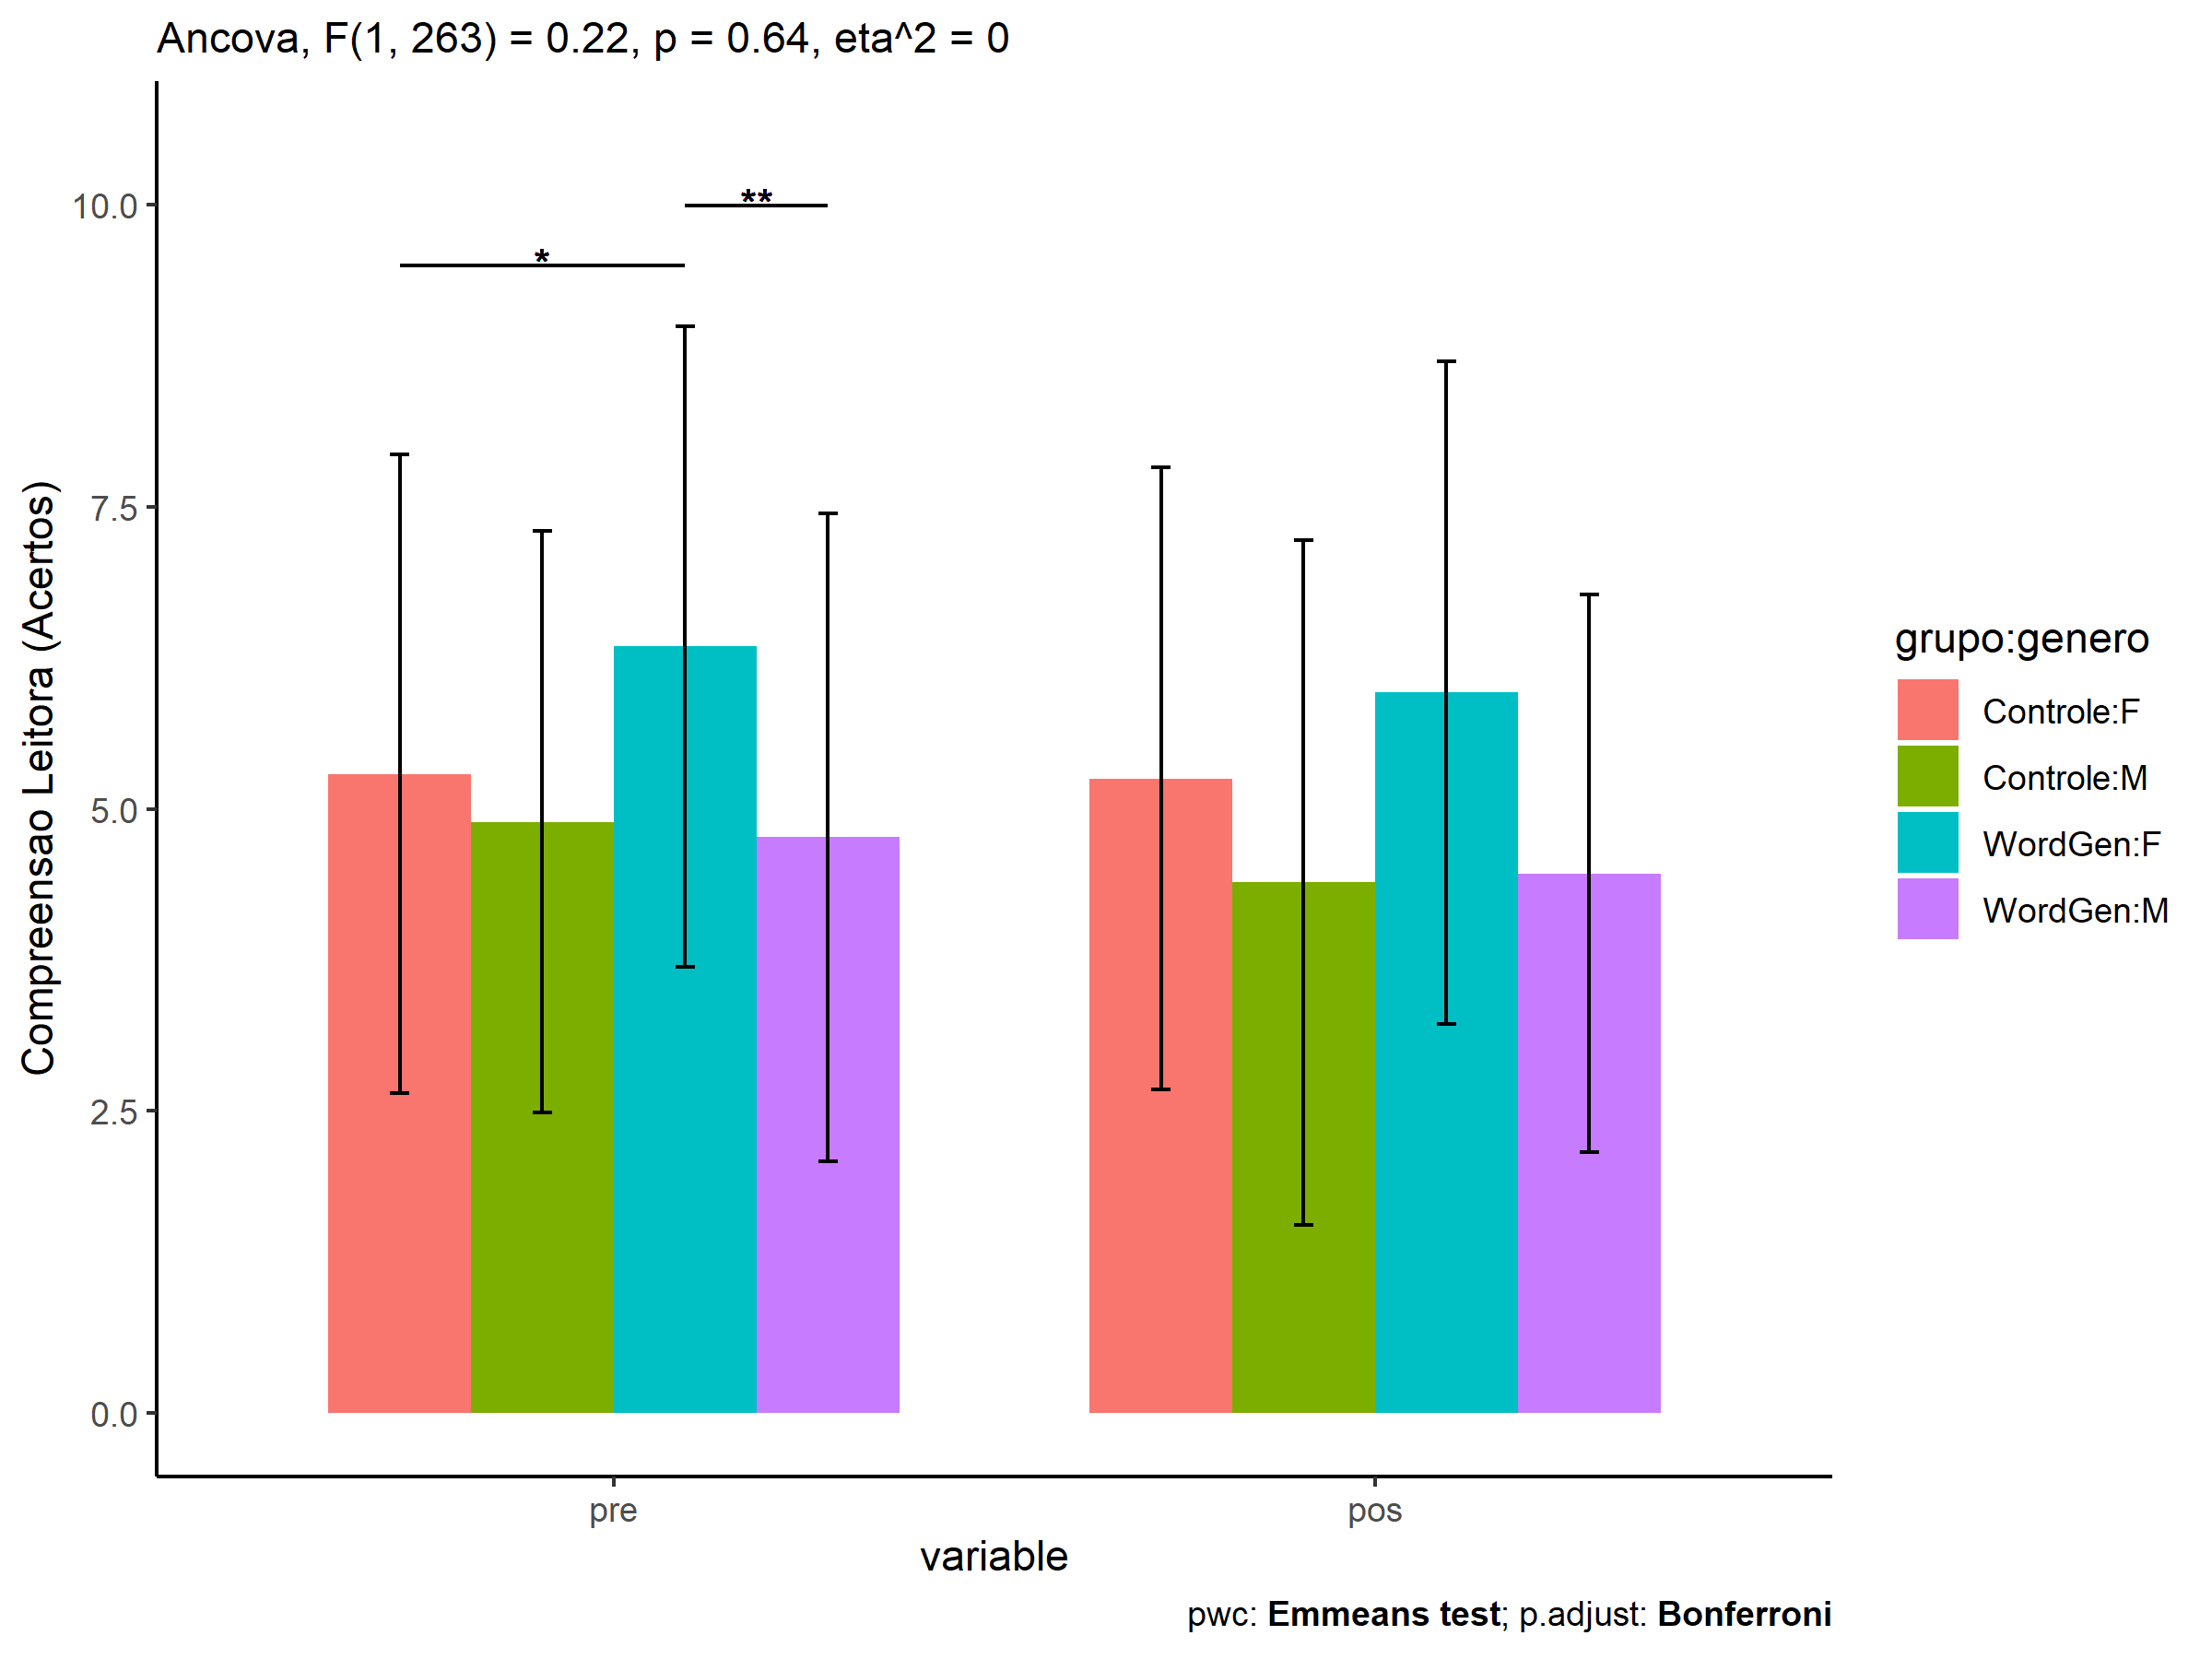 Ancova, F(1, 263) = 0.22, p = 0.64, eta^2 = 0
Compreensao Leitora (Acertos)
10.0
7.5
5.0
2.5
0.0
*
**
pre
pos
variable
grupo:genero
Controle:F
Controle:M
WordGen:F
WordGen:M
pwc: Emmeans test; p.adjust: Bonferroni